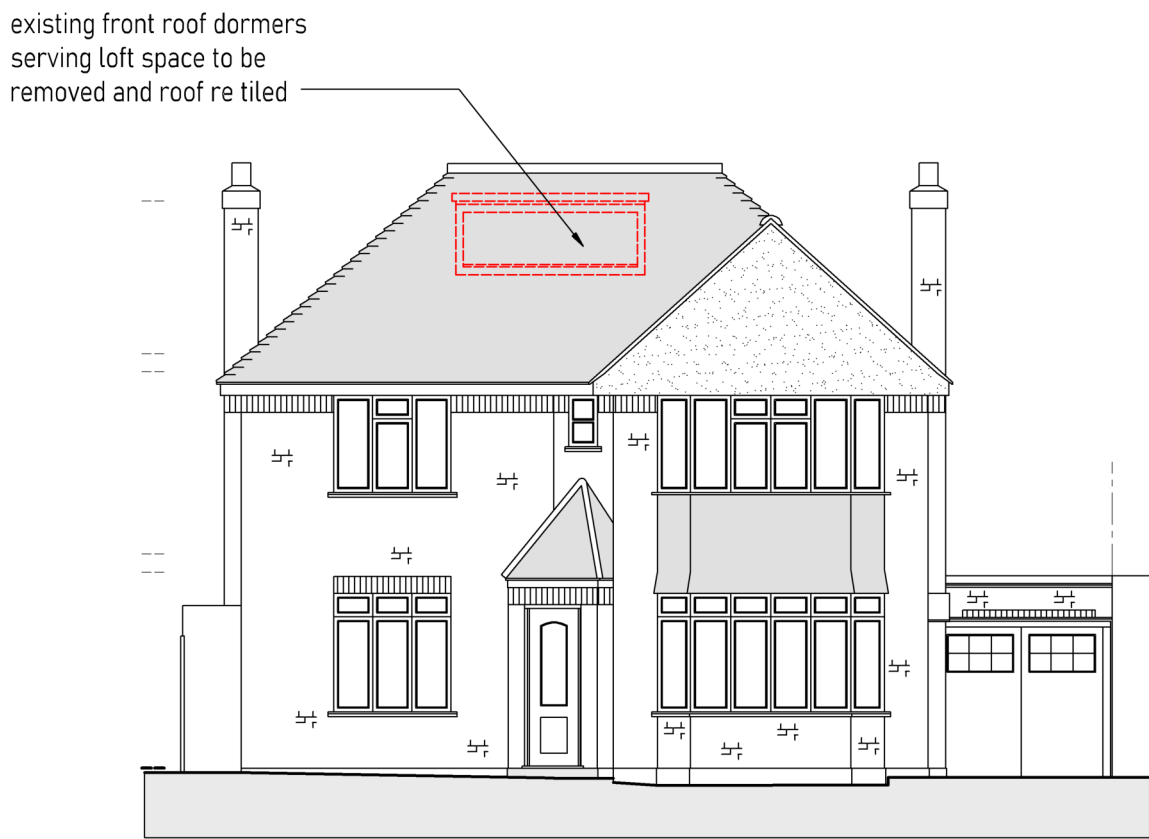 existing front roof dormers
serving loft space to be
removed and roof re tiled